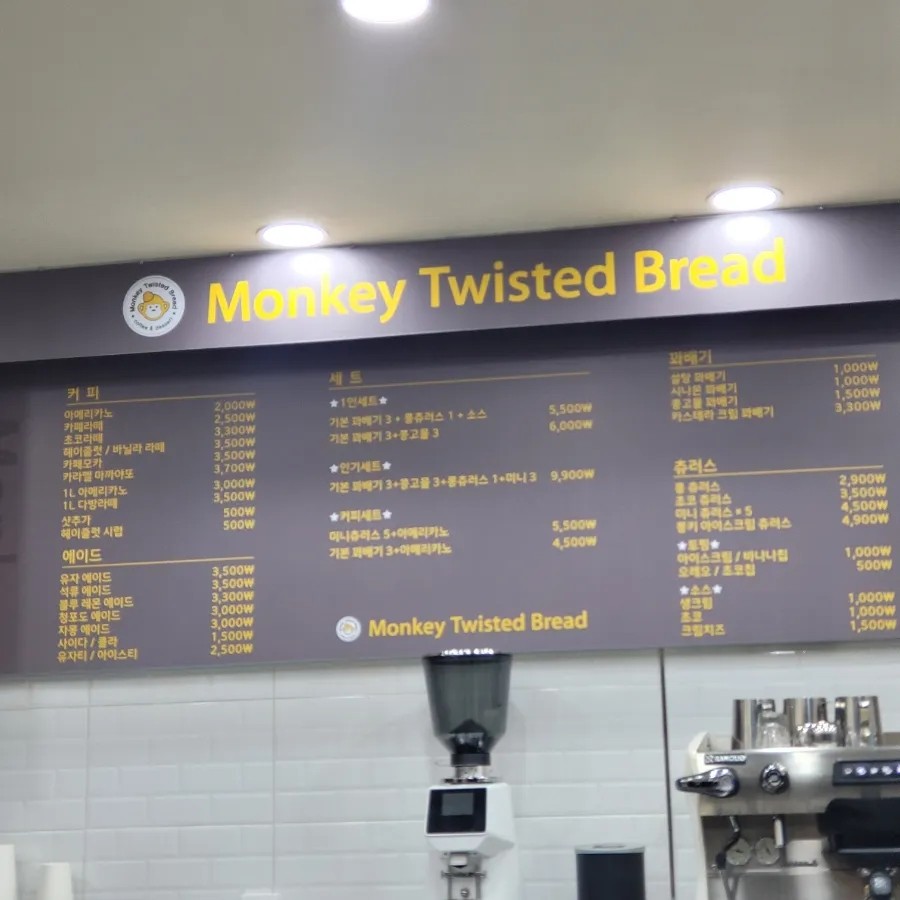 Monkey Twisted Bread
Monkey Twisted Bread
coffee & dessert
커 피
아메리카노 2,000W
카페라떼 2,500W
초코라떼 3,300W
헤이즐럿 / 바닐라 라떼 3,500W
카페모카 3,500W
카라멜 마끼야또 3,700W
1L 아메리카노 3,000W
1L 다방라떼 3,500W
샷추가 500W
헤이즐럿 시럽 500W
에이드
유자 에이드 3,500W
석류 에이드 3,500W
블루 레몬 에이드 3,300W
청포도 에이드 3,000W
자몽 에이드 3,000W
사이다 / 콜라 1,500W
유자티 / 아이스티 2,500W
세 트
★1인세트★
기본 꽈배기 3 + 롱츄러스 1 + 소스 5,500W
기본 꽈배기 3+콩고물 3 6,000W
★인기세트★
기본 꽈배기 3+콩고물 3+롱츄러스 1+미니 3 9,900W
★커피세트★
미니츄러스 5+아메리카노 5,500W
기본 꽈배기 3+아메리카노 4,500W
Monkey Twisted Bread
꽈배기
설탕 꽈배기 1,000W
시나몬 꽈배기 1,000W
콩고물 꽈배기 1,500W
카스테라 크림 꽈배기 3,300W
츄러스
롱 츄러스 2,900W
초코 츄러스 3,500W
미니 츄러스 * 5 4,500W
몽키 아이스크림 츄러스 4,900W
★토핑★
아이스크림 / 바나나칩 1,000W
오레오 / 초코칩 500W
★소스★
생크림 1,000W
초코 1,000W
크림치즈 1,500W